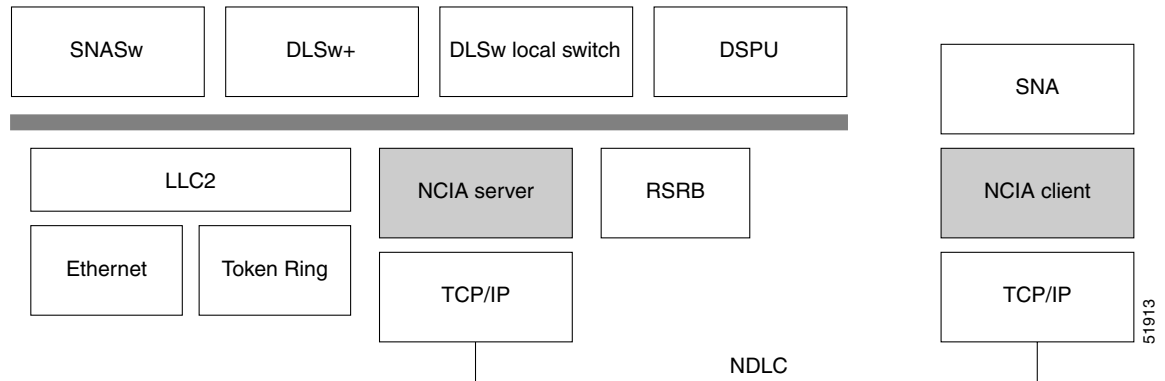 SNASw
DLSw+
DLSw local switch
DSPU
SNA
LLC2
NCIA server
RSRB
NCIA client
Ethernet
Token Ring
TCP/IP
TCP/IP
51913
NDLC